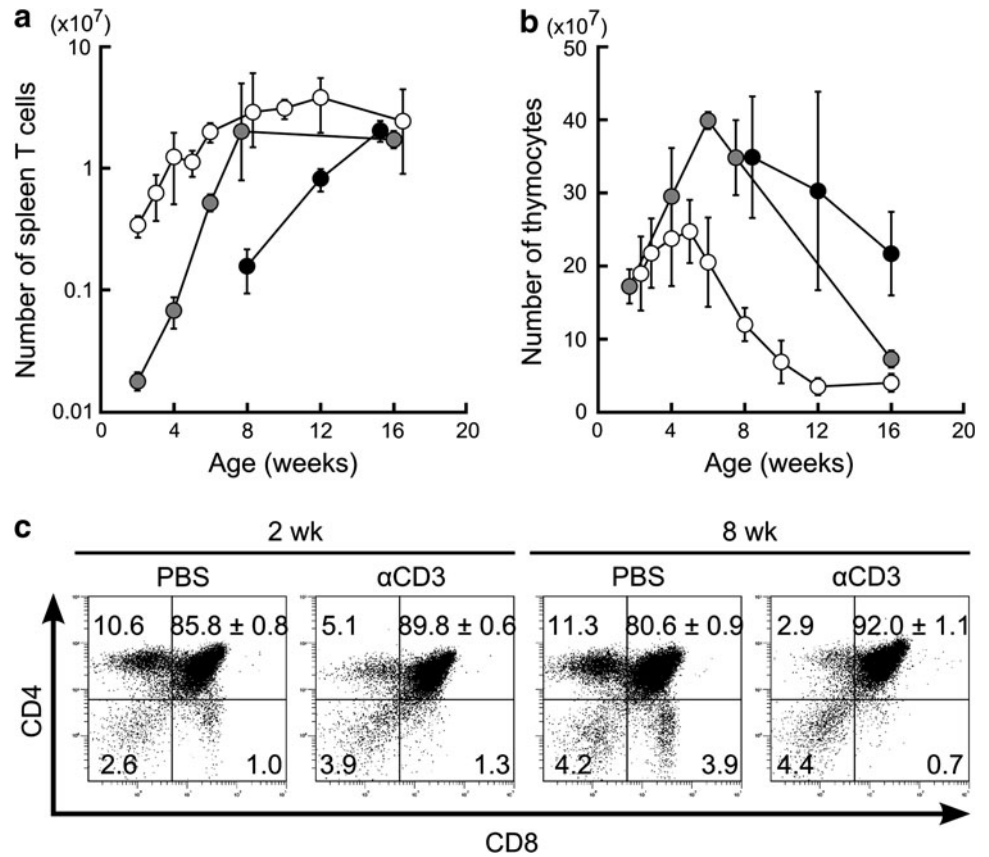 a
(x10⁷)
Number of spleen T cells
10
1
0.1
0.01
0 4 8 12 16 20
Age (weeks)
b
(x10⁷)
Number of thymocytes
50
40
30
20
10
0
0 4 8 12 16 20
Age (weeks)
c
2 wk 8 wk
PBS αCD3 PBS αCD3
10.6 85.8 ± 0.8 5.1 89.8 ± 0.6 11.3 80.6 ± 0.9 2.9 92.0 ± 1.1
2.6 1.0 3.9 1.3 4.2 3.9 4.4 0.7
CD4
CD8